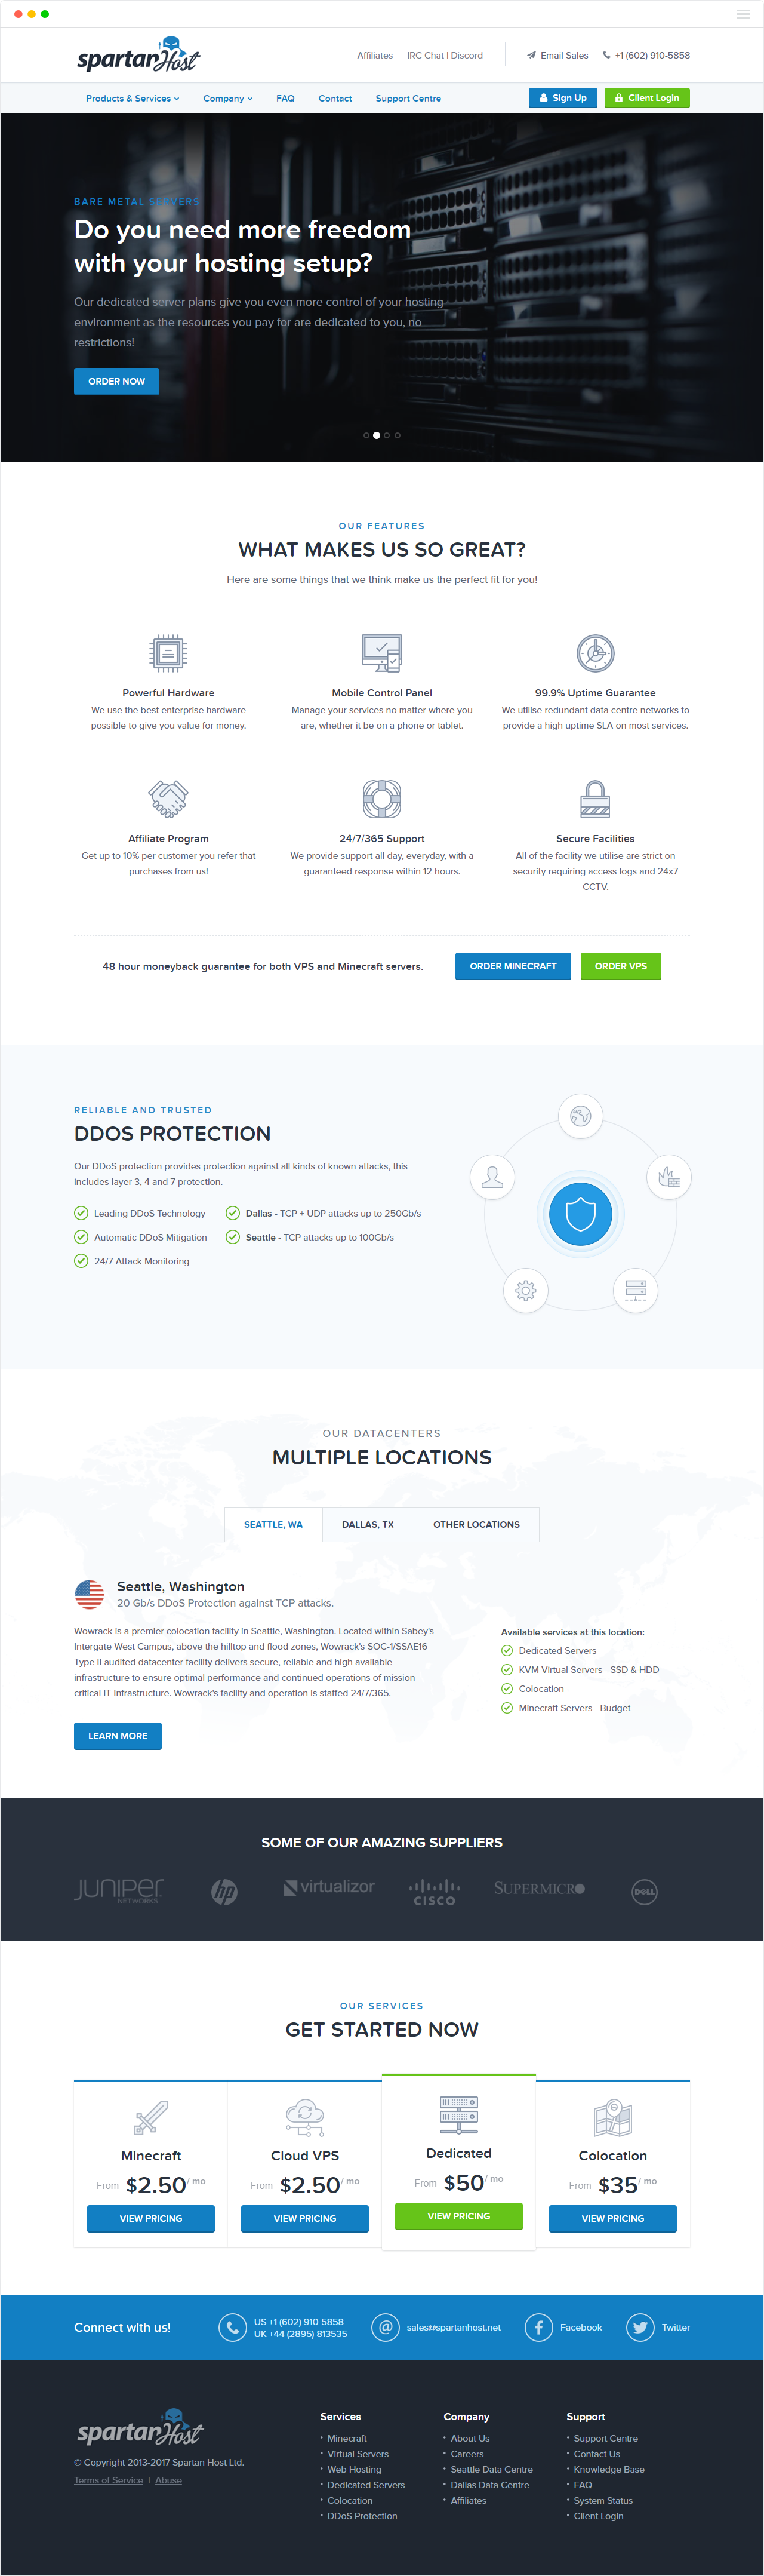 spartanHost
Affiliates
IRC Chat | Discord
Email Sales
+1 (602) 910-5858
Products & Services
Company
FAQ
Contact
Support Centre
Sign Up
Client Login
BARE METAL SERVERS
Do you need more freedom
with your hosting setup?
Our dedicated server plans give you even more control of your hosting
environment as the resources you pay for are dedicated to you, no
restrictions!
ORDER NOW
OUR FEATURES
WHAT MAKES US SO GREAT?
Here are some things that we think make us the perfect fit for you!
Powerful Hardware
We use the best enterprise hardware
possible to give you value for money.
Mobile Control Panel
Manage your services no matter where you
are, whether it be on a phone or tablet.
99.9% Uptime Guarantee
We utilise redundant data centre networks to
provide a high uptime SLA on most services.
Affiliate Program
Get up to 10% per customer you refer that
purchases from us!
24/7/365 Support
We provide support all day, everyday, with a
guaranteed response within 12 hours.
Secure Facilities
All of the facility we utilise are strict on
security requiring access logs and 24x7
CCTV.
48 hour moneyback guarantee for both VPS and Minecraft servers.
ORDER MINECRAFT
ORDER VPS
RELIABLE AND TRUSTED
DDOS PROTECTION
Our DDoS protection provides protection against all kinds of known attacks, this
includes layer 3, 4 and 7 protection.
Leading DDoS Technology
Automatic DDoS Mitigation
24/7 Attack Monitoring
Dallas - TCP + UDP attacks up to 250Gb/s
Seattle - TCP attacks up to 100Gb/s
OUR DATACENTERS
MULTIPLE LOCATIONS
SEATTLE, WA
DALLAS, TX
OTHER LOCATIONS
Seattle, Washington
20 Gb/s DDoS Protection against TCP attacks.
Wowrack is a premier colocation facility in Seattle, Washington. Located within Sabey's
Intergate West Campus, above the hilltop and flood zones, Wowrack's SOC-1/SSAE16
Type II audited datacenter facility delivers secure, reliable and high available
infrastructure to ensure optimal performance and continued operations of mission
critical IT Infrastructure. Wowrack's facility and operation is staffed 24/7/365.
LEARN MORE
Available services at this location:
Dedicated Servers
KVM Virtual Servers - SSD & HDD
Colocation
Minecraft Servers - Budget
SOME OF OUR AMAZING SUPPLIERS
JUNIPER
NETWORKS
hp
virtualizor
CISCO
SUPERMICRO
DELL
OUR SERVICES
GET STARTED NOW
Minecraft
From $2.50 / mo
VIEW PRICING
Cloud VPS
From $2.50 / mo
VIEW PRICING
Dedicated
From $50 / mo
VIEW PRICING
Colocation
From $35 / mo
VIEW PRICING
Connect with us!
US +1 (602) 910-5858
UK +44 (2895) 813535
@ sales@spartanhost.net
Facebook
Twitter
spartanHost
© Copyright 2013-2017 Spartan Host Ltd.
Terms of Service | Abuse
Services
• Minecraft
• Virtual Servers
• Web Hosting
• Dedicated Servers
• Colocation
• DDoS Protection
Company
• About Us
• Careers
• Seattle Data Centre
• Dallas Data Centre
• Affiliates
Support
• Support Centre
• Contact Us
• Knowledge Base
• FAQ
• System Status
• Client Login